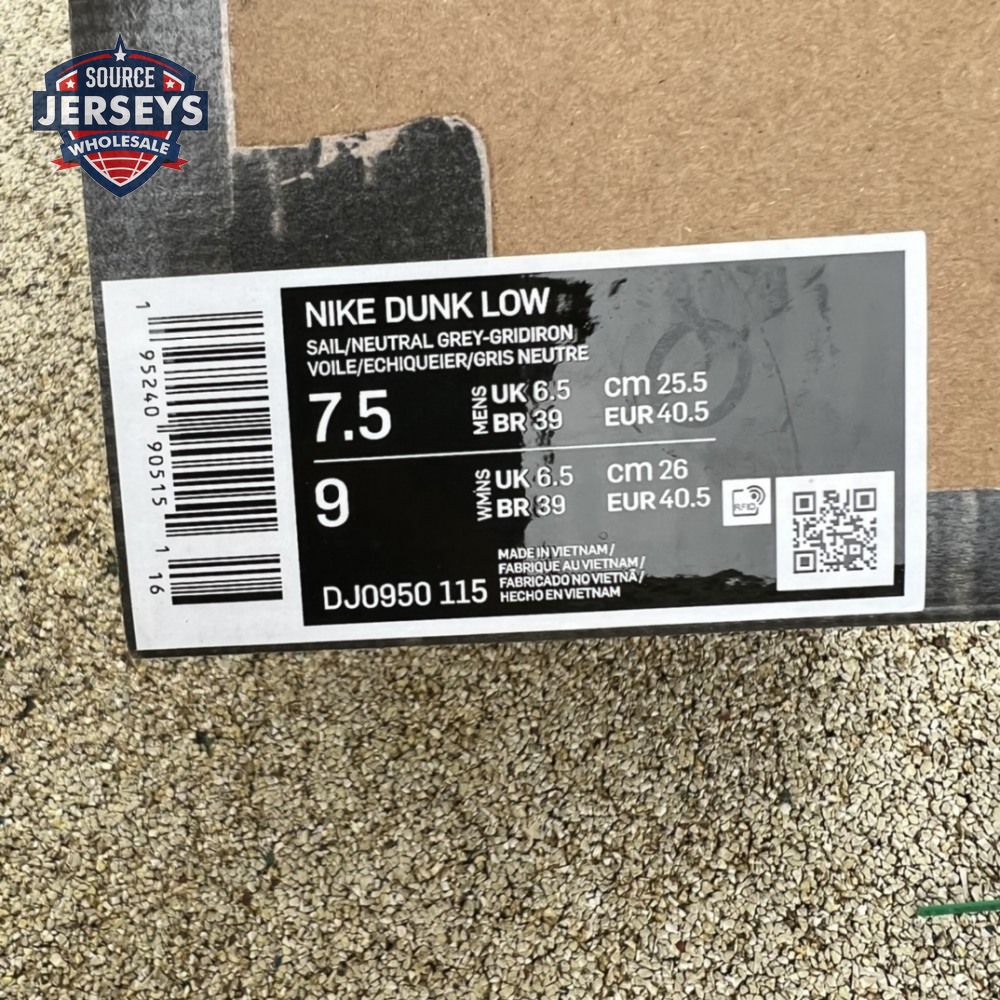 SOURCE
JERSEYS
WHOLESALE
NIKE DUNK LOW
SAIL/NEUTRAL GREY-GRIDIRON
VOILE/ECHIQUEIER/GRIS NEUTRE
7.5 MENS UK 6.5 cm 25.5
BR 39 EUR 40.5
9 WMNS UK 6.5 cm 26
BR 39 EUR 40.5
RFID
DJ0950 115
MADE IN VIETNAM/
FABRIQUE AU VIETNAM/
FABRICADO NO VIETNÃ/
HECHO EN VIETNAM
1 95240 90515 1 16